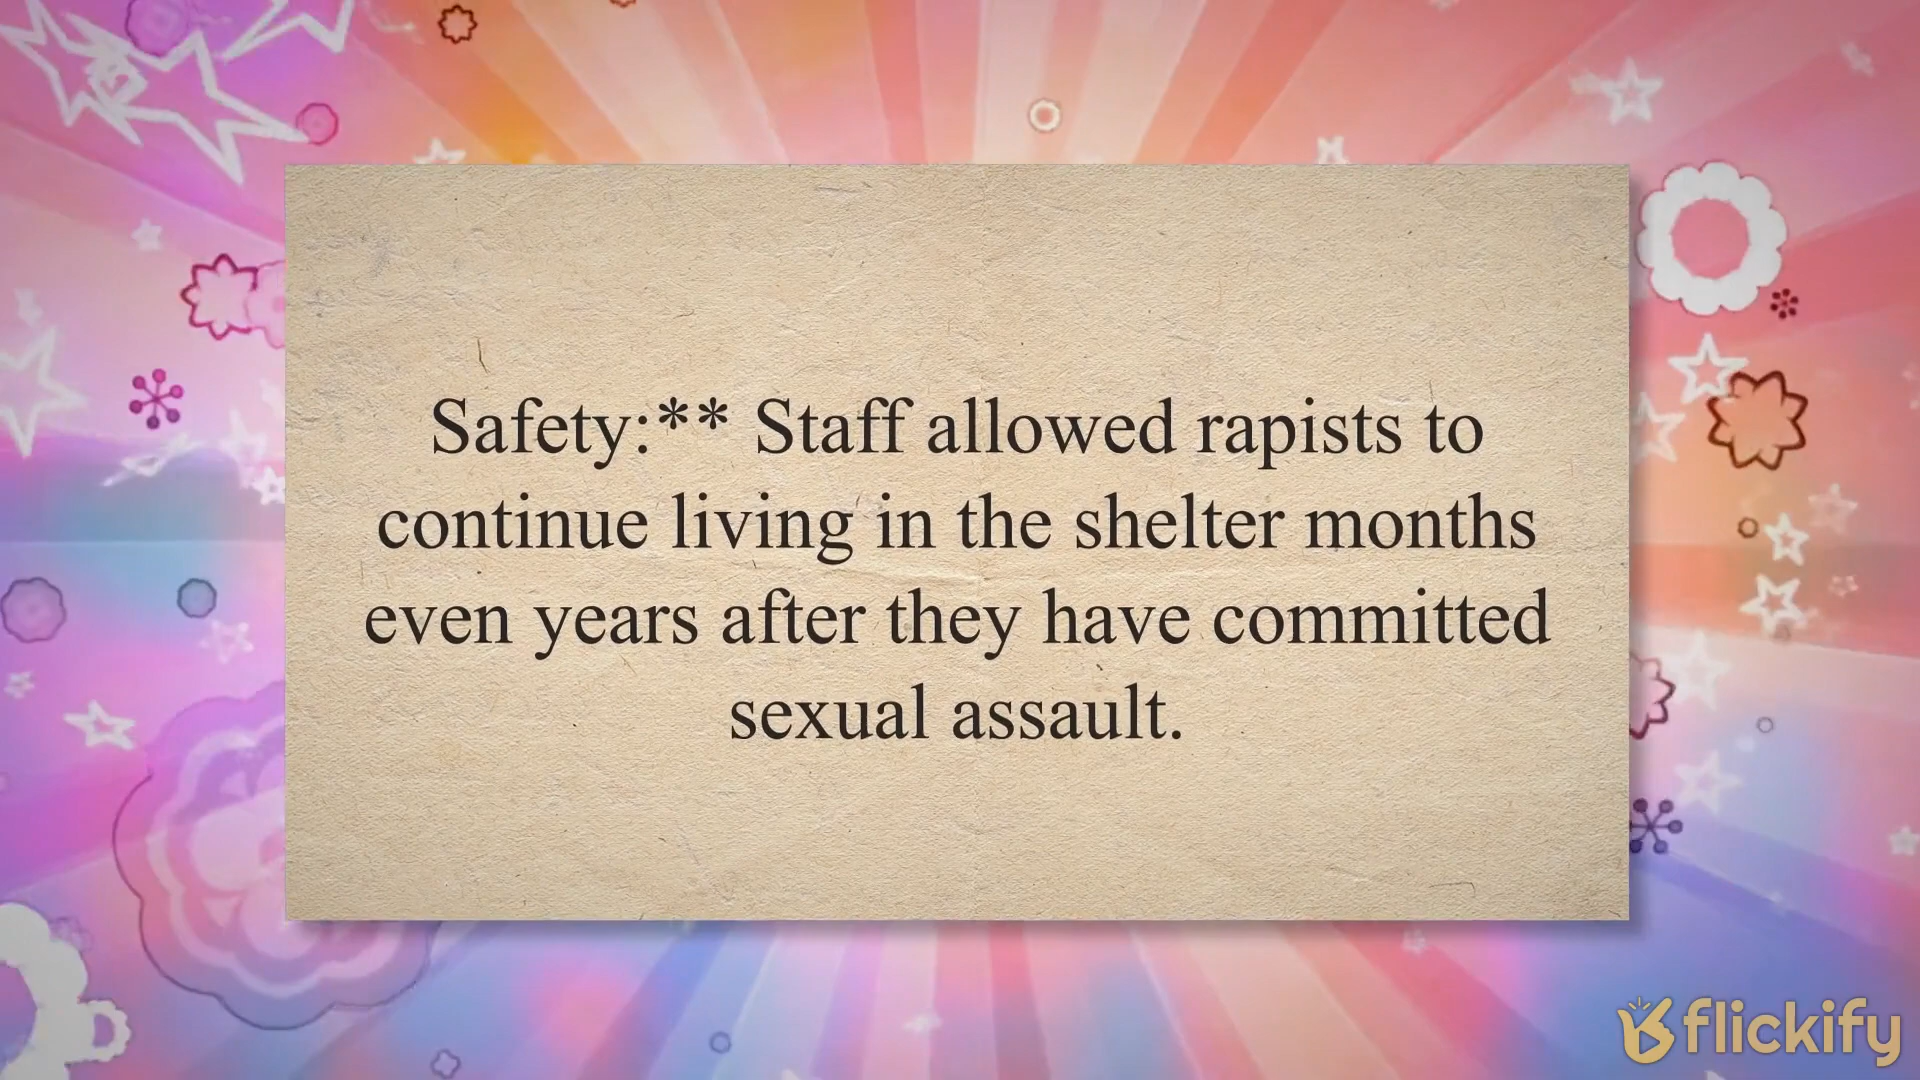 Safety:** Staff allowed rapists to
continue living in the shelter months
even years after they have committed
sexual assault.
flickify